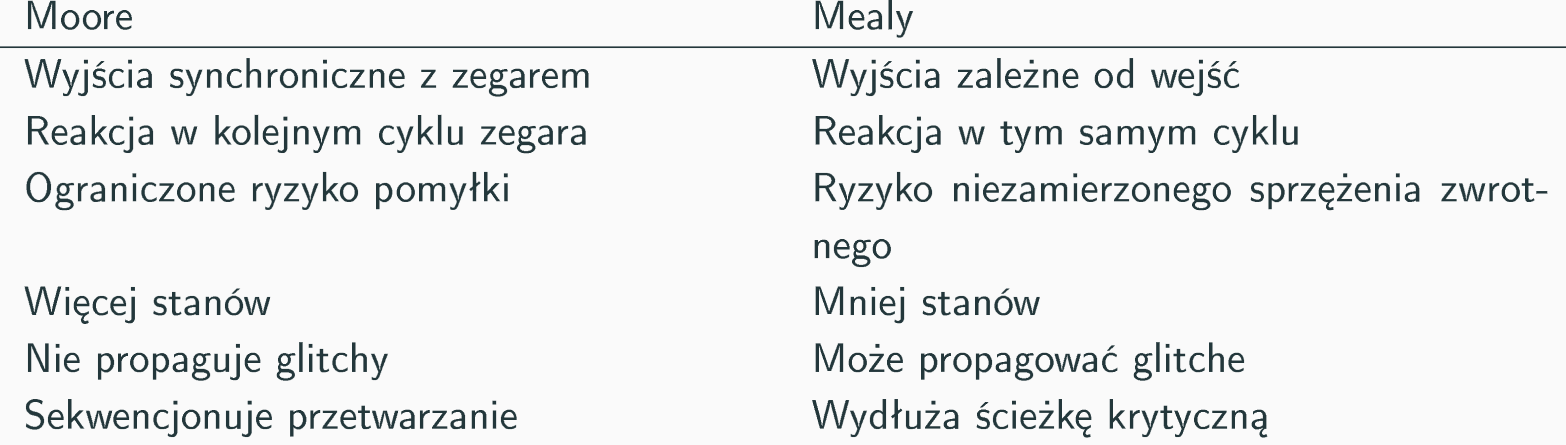 Moore Mealy
Wyjścia synchroniczne z zegarem Wyjścia zależne od wejść
Reakcja w kolejnym cyklu zegara Reakcja w tym samym cyklu
Ograniczone ryzyko pomyłki Ryzyko niezamierzonego sprzężenia zwrot-
nego
Więcej stanów Mniej stanów
Nie propaguje glitchy Może propagować glitche
Sekwencjonuje przetwarzanie Wydłuża ścieżkę krytyczną